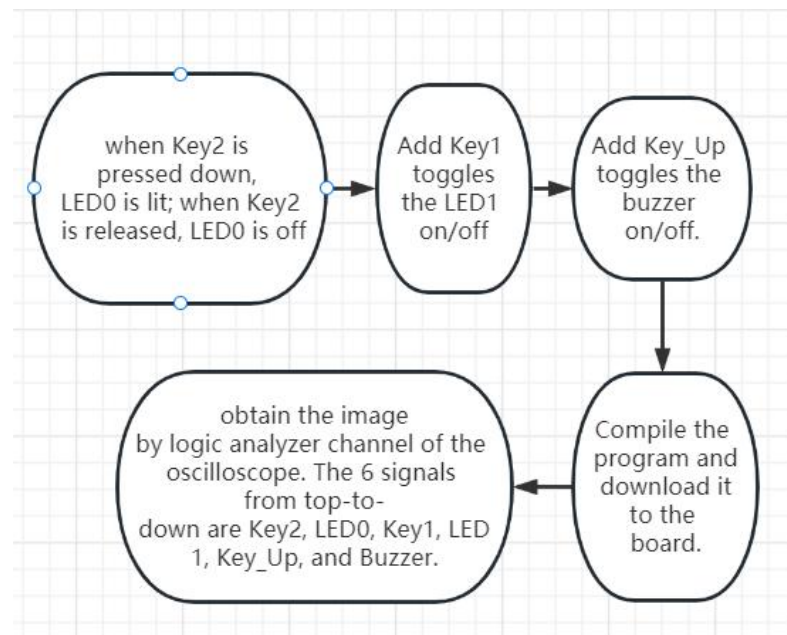 when Key2 is
pressed down,
LED0 is lit; when Key2
is released, LED0 is off
Add Key1
toggles
the LED1
on/off
Add Key_Up
toggles the
buzzer
on/off.
Compile the
program and
download it
to the
board.
obtain the image
by logic analyzer channel of the
oscilloscope. The 6 signals
from top-to-
down are Key2, LED0, Key1, LED
1, Key_Up, and Buzzer.